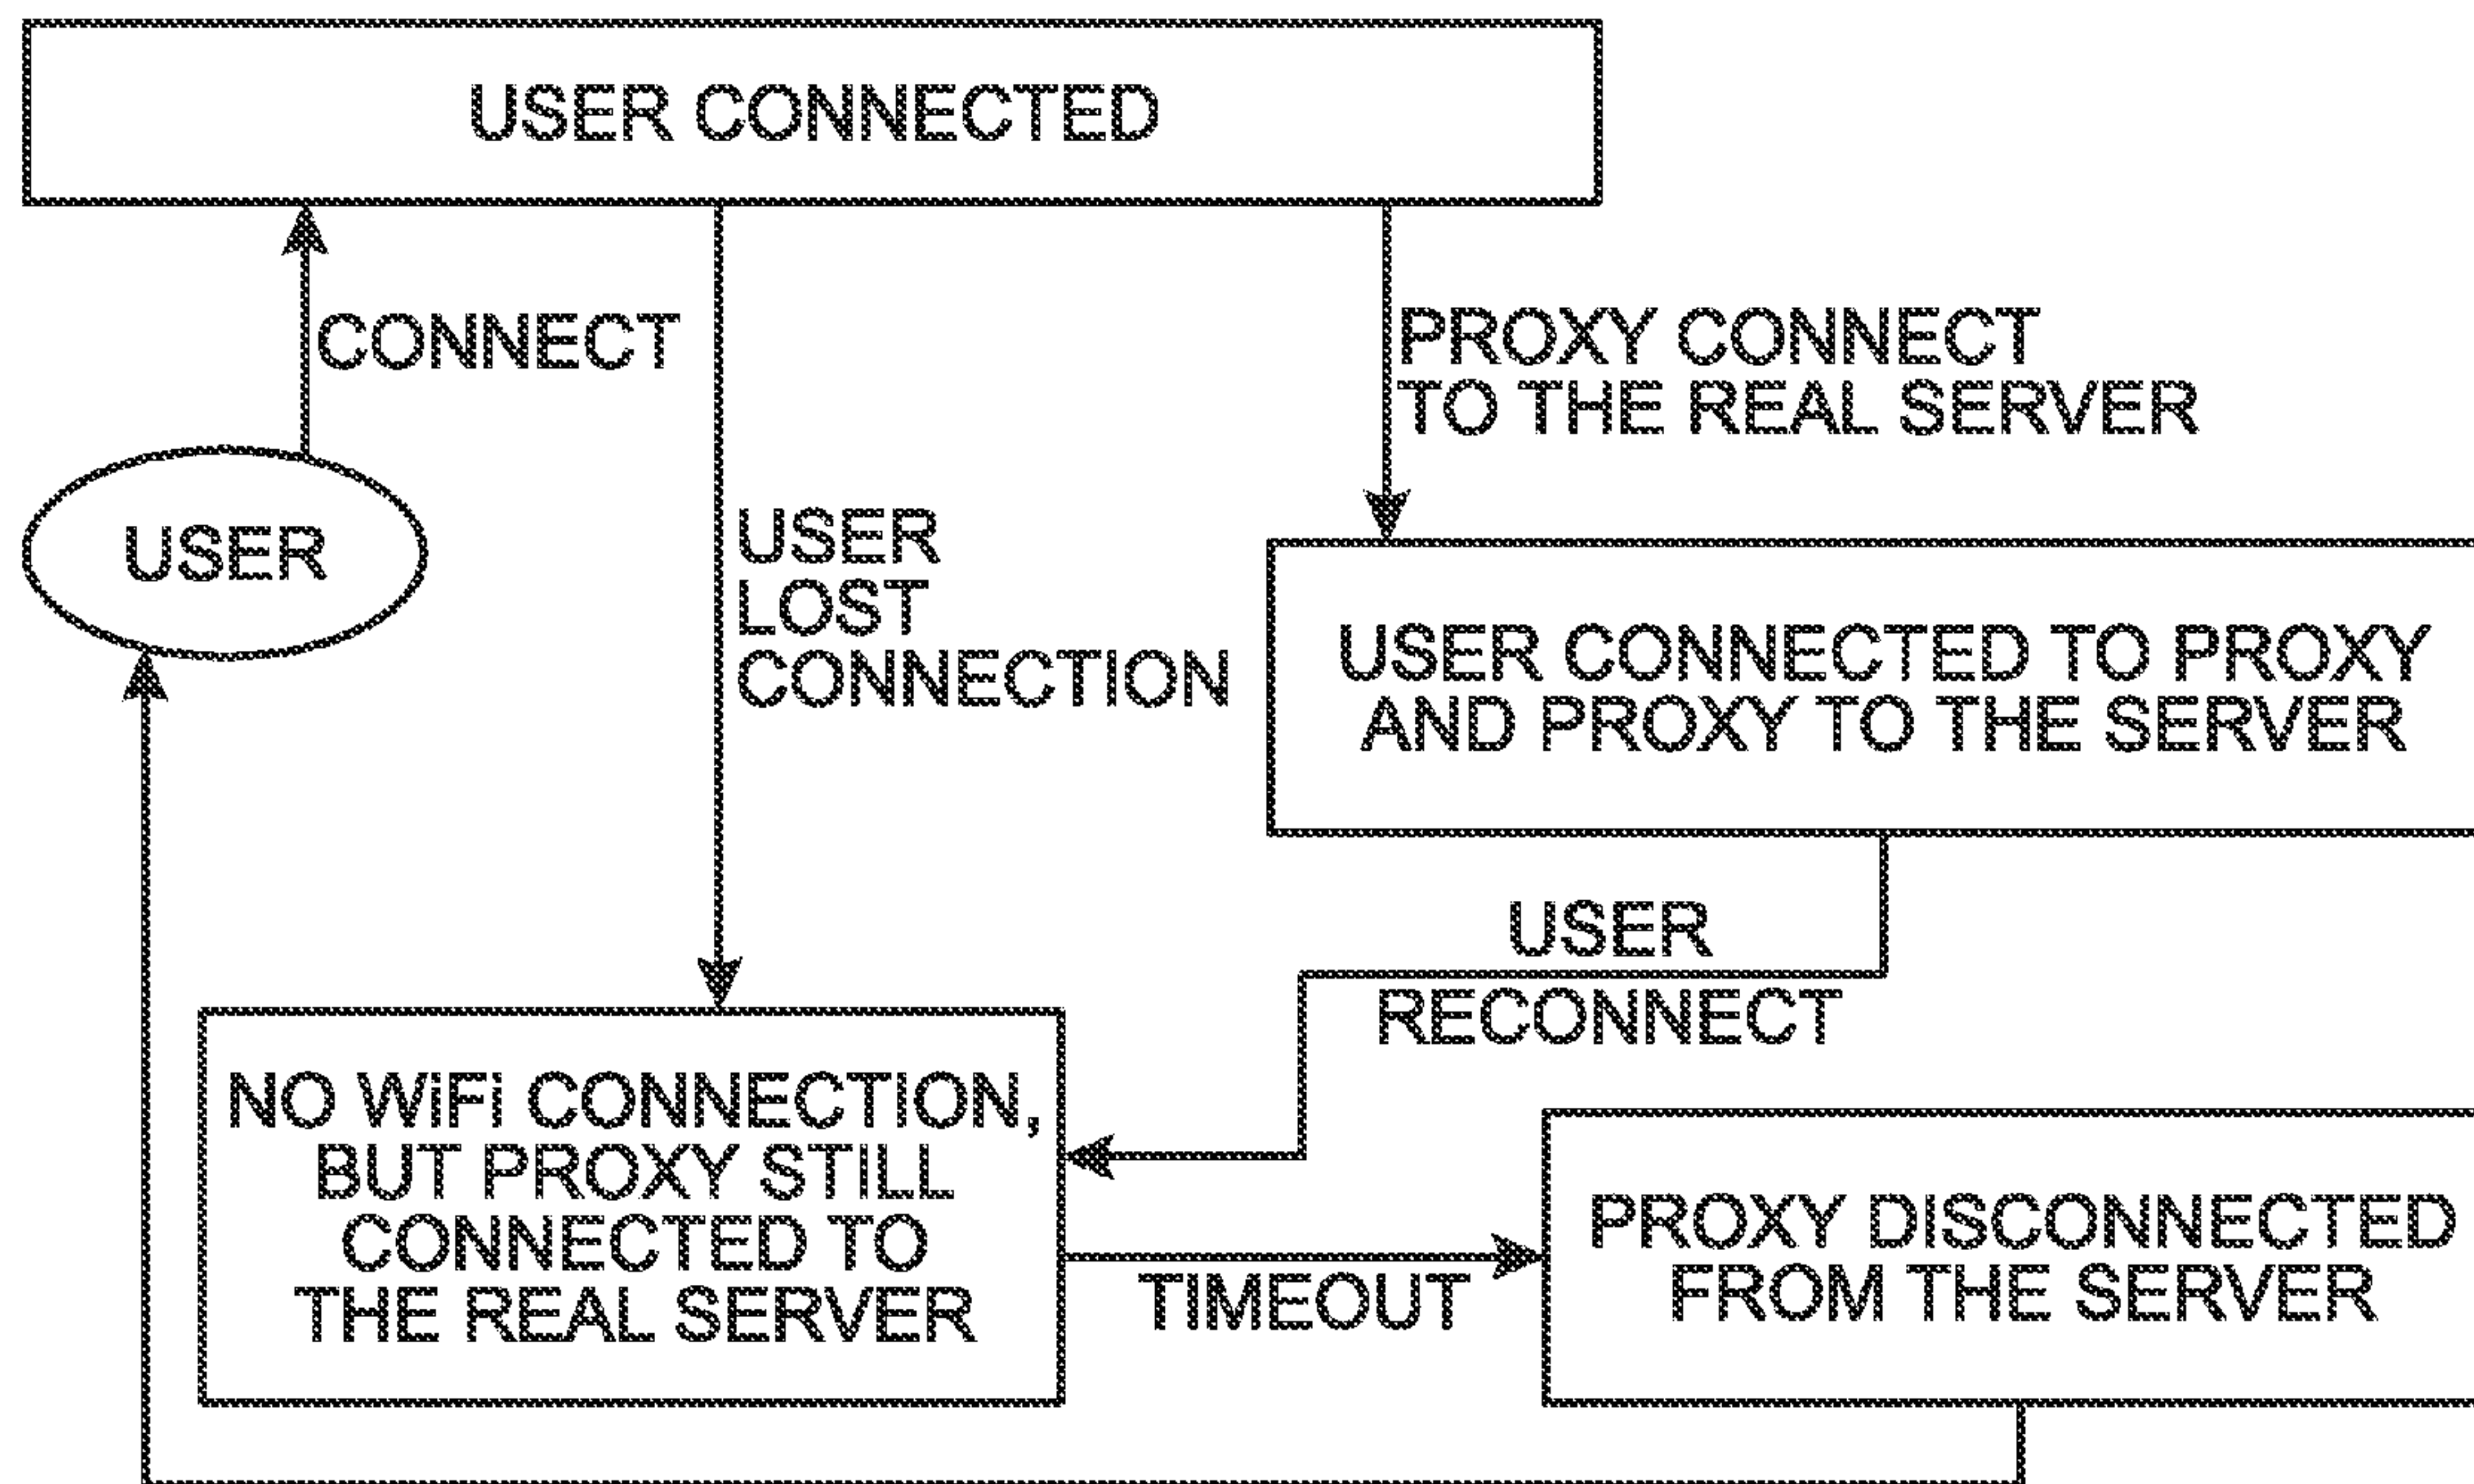 USER CONNECTED
CONNECT
PROXY CONNECT
TO THE REAL SERVER
USER
USER
LOST
CONNECTION
USER CONNECTED TO PROXY
AND PROXY TO THE SERVER
USER
RECONNECT
NO WiFi CONNECTION,
BUT PROXY STILL
CONNECTED TO
THE REAL SERVER
TIMEOUT
PROXY DISCONNECTED
FROM THE SERVER